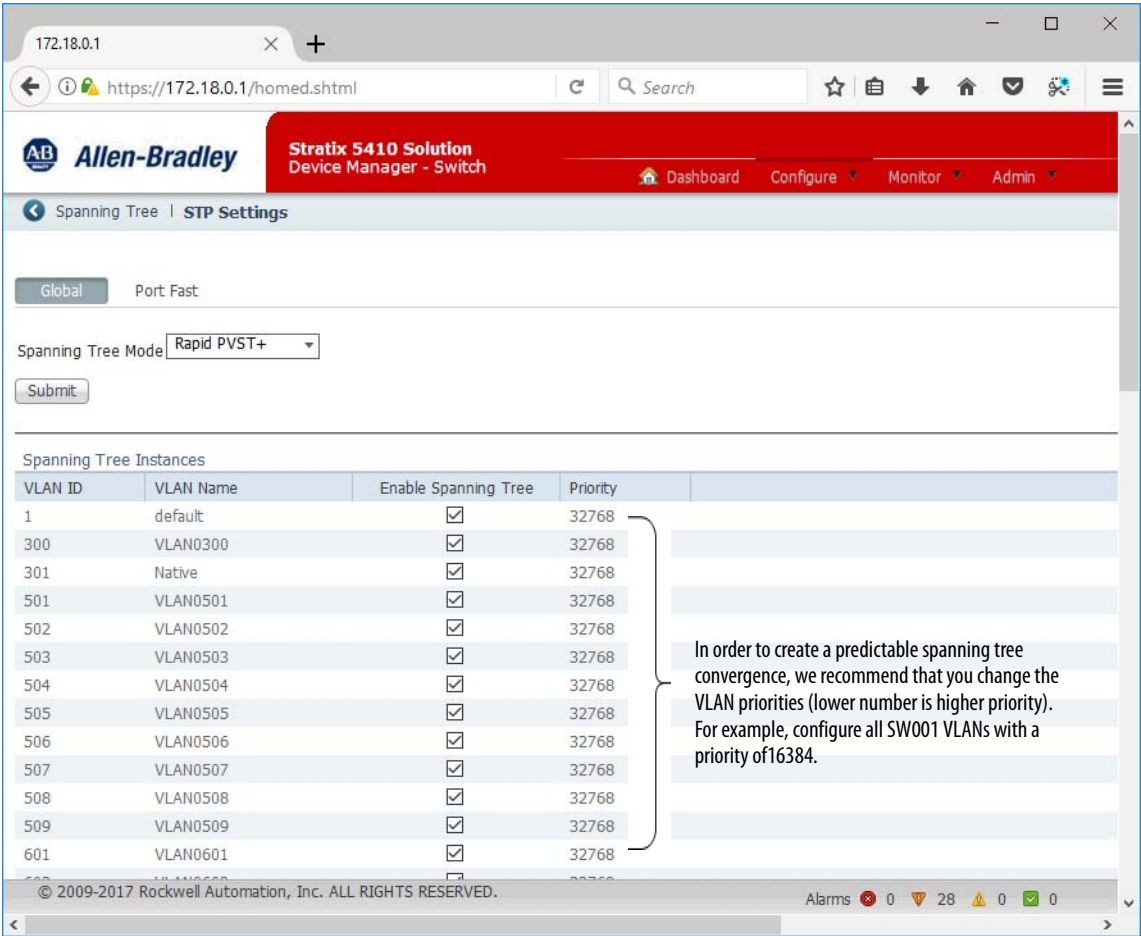 172.18.0.1
https://172.18.0.1/homed.shtml
Search
AB
Allen-Bradley
Stratix 5410 Solution
Device Manager - Switch
Dashboard Configure Monitor Admin
Spanning Tree | STP Settings
Global Port Fast
Spanning Tree Mode Rapid PVST+
Submit
Spanning Tree Instances
VLAN ID VLAN Name Enable Spanning Tree Priority
1 default 32768
300 VLAN0300 32768
301 Native 32768
501 VLAN0501 32768
502 VLAN0502 32768
503 VLAN0503 32768
504 VLAN0504 32768
505 VLAN0505 32768
506 VLAN0506 32768
507 VLAN0507 32768
508 VLAN0508 32768
509 VLAN0509 32768
601 VLAN0601 32768
In order to create a predictable spanning tree
convergence, we recommend that you change the
VLAN priorities (lower number is higher priority).
For example, configure all SW001 VLANs with a
priority of16384.
© 2009-2017 Rockwell Automation, Inc. ALL RIGHTS RESERVED.
Alarms 0 28 0 0